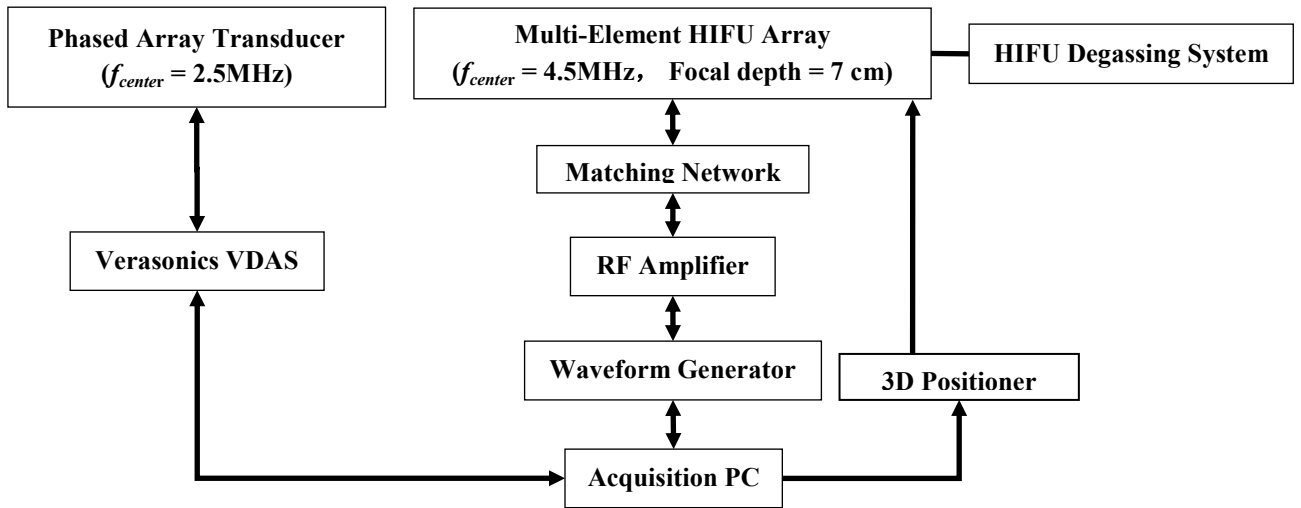 Phased Array Transducer
(fcenter = 2.5MHz)
Multi-Element HIFU Array
(fcenter = 4.5MHz， Focal depth = 7 cm)
HIFU Degassing System
Matching Network
Verasonics VDAS
RF Amplifier
Waveform Generator
3D Positioner
Acquisition PC